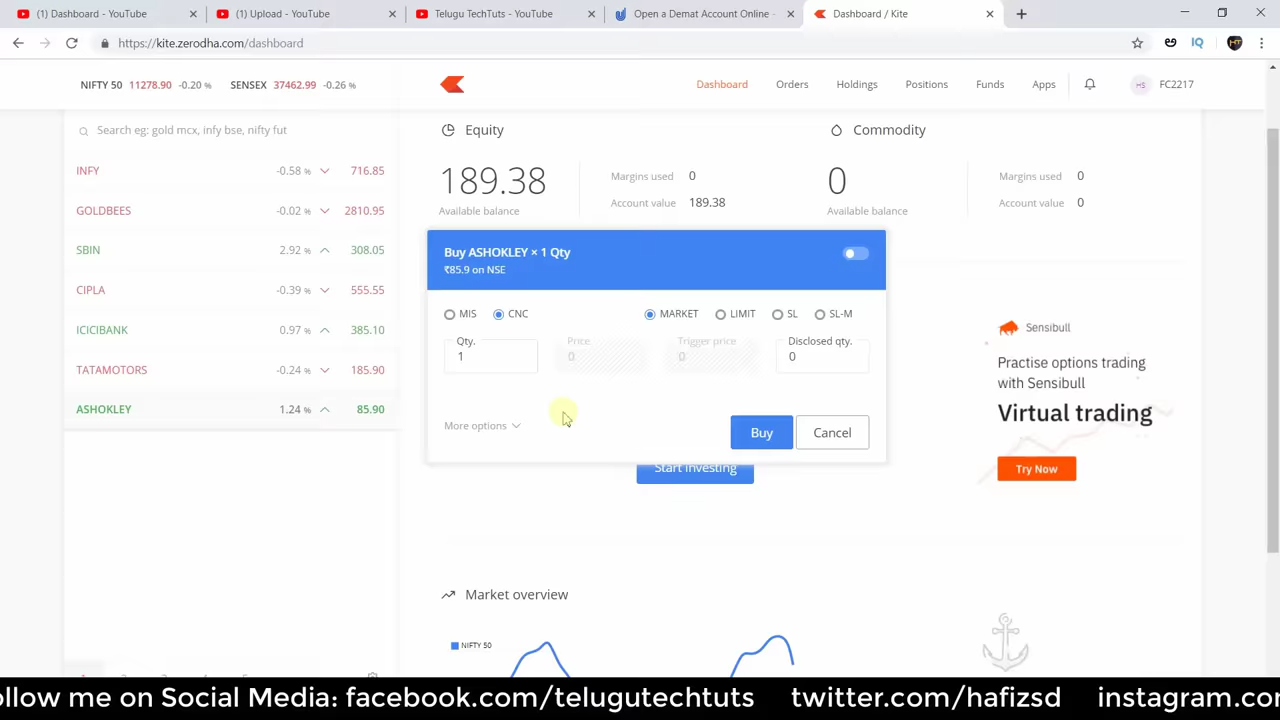 (1) Dashboard - YouTube
(1) Upload - YouTube
Telugu TechTuts - YouTube
Open a Demat Account Online -
Dashboard / Kite
https://kite.zerodha.com/dashboard
IQ
HT
NIFTY 50 11278.90 -0.20 %
SENSEX 37462.99 -0.26 %
Dashboard
Orders
Holdings
Positions
Funds
Apps
HS
FC2217
Search eg: gold mcx, infy bse, nifty fut
INFY -0.58 % 716.85
GOLDBEES -0.02 % 2810.95
SBIN 2.92 % 308.05
CIPLA -0.39 % 555.55
ICICIBANK 0.97 % 385.10
TATAMOTORS -0.24 % 185.90
ASHOKLEY 1.24 % 85.90
Equity
189.38
Available balance
Margins used 0
Account value 189.38
Commodity
0
Available balance
Margins used 0
Account value 0
Buy ASHOKLEY × 1 Qty
₹85.9 on NSE
MIS CNC
MARKET LIMIT SL SL-M
Qty.
1
Price
0
Trigger price
0
Disclosed qty.
0
More options
Buy
Cancel
Start investing
Sensibull
Practise options trading
with Sensibull
Virtual trading
Try Now
Market overview
NIFTY 50
ollow me on Social Media: facebook.com/telugutechtuts twitter.com/hafizsd instagram.co